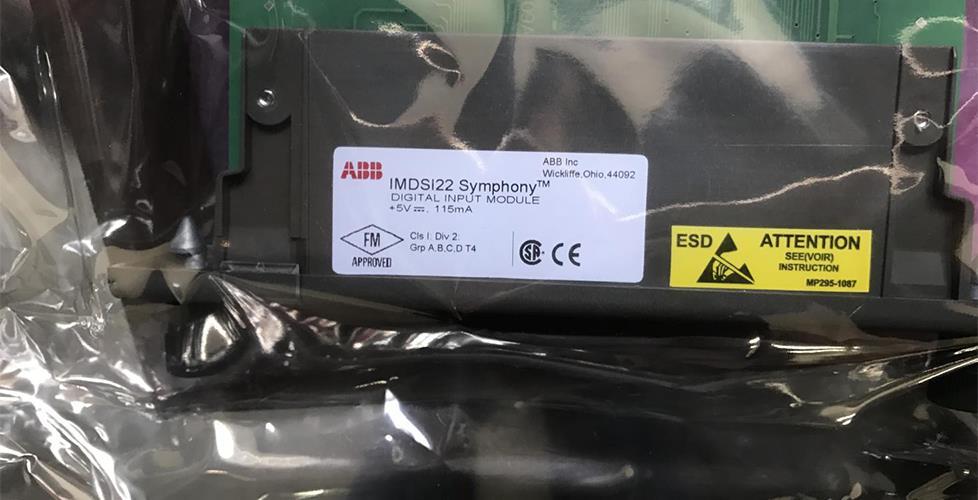 ABB
ABB Inc
Wickliffe,Ohio,44092
IMDSI22 Symphony™
DIGITAL INPUT MODULE
+5V⎓, 115mA
FM
APPROVED
Cls I: Div 2:
Grp A,B,C,D T4
SA
CE
ESD
ATTENTION
SEE(VOIR)
INSTRUCTION
MP295-1087